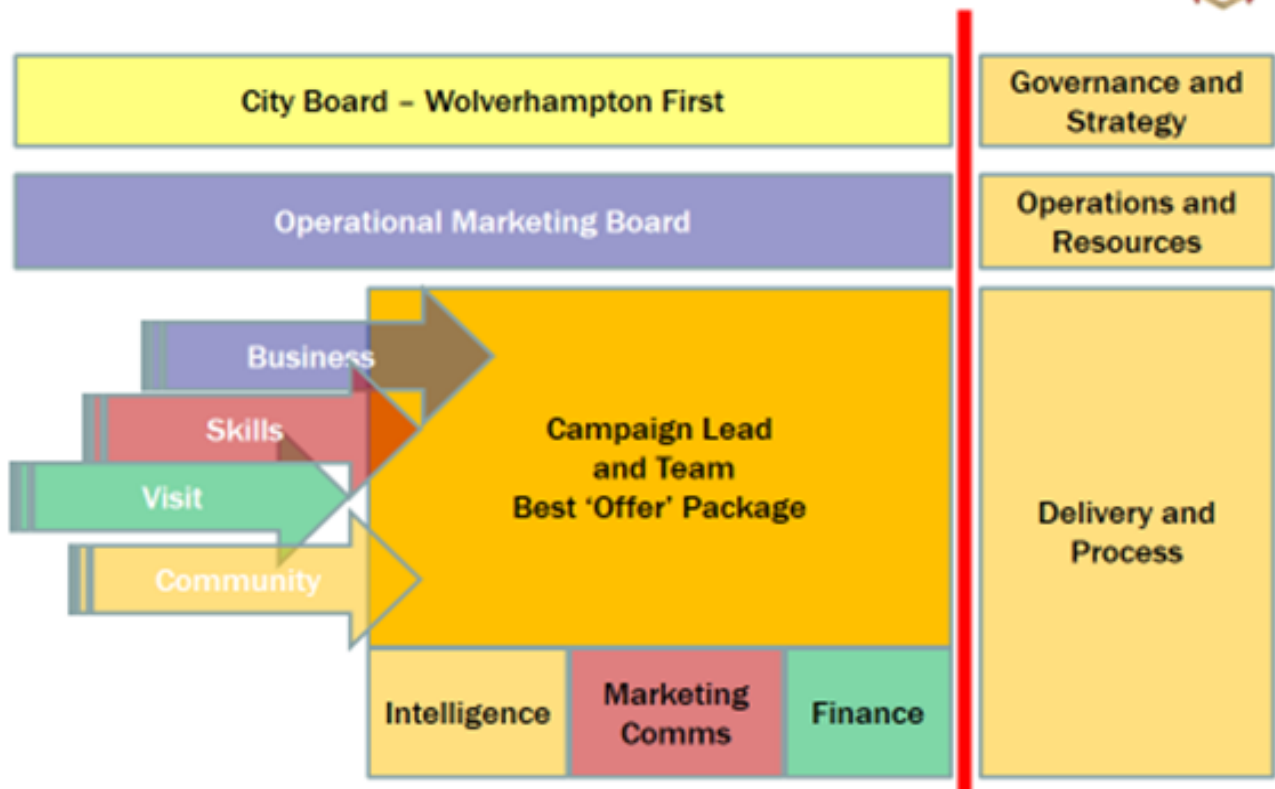 City Board – Wolverhampton First
Governance and
Strategy
Operational Marketing Board
Operations and
Resources
Business
Skills
Visit
Community
Campaign Lead
and Team
Best ‘Offer’ Package
Delivery and
Process
Intelligence
Marketing
Comms
Finance